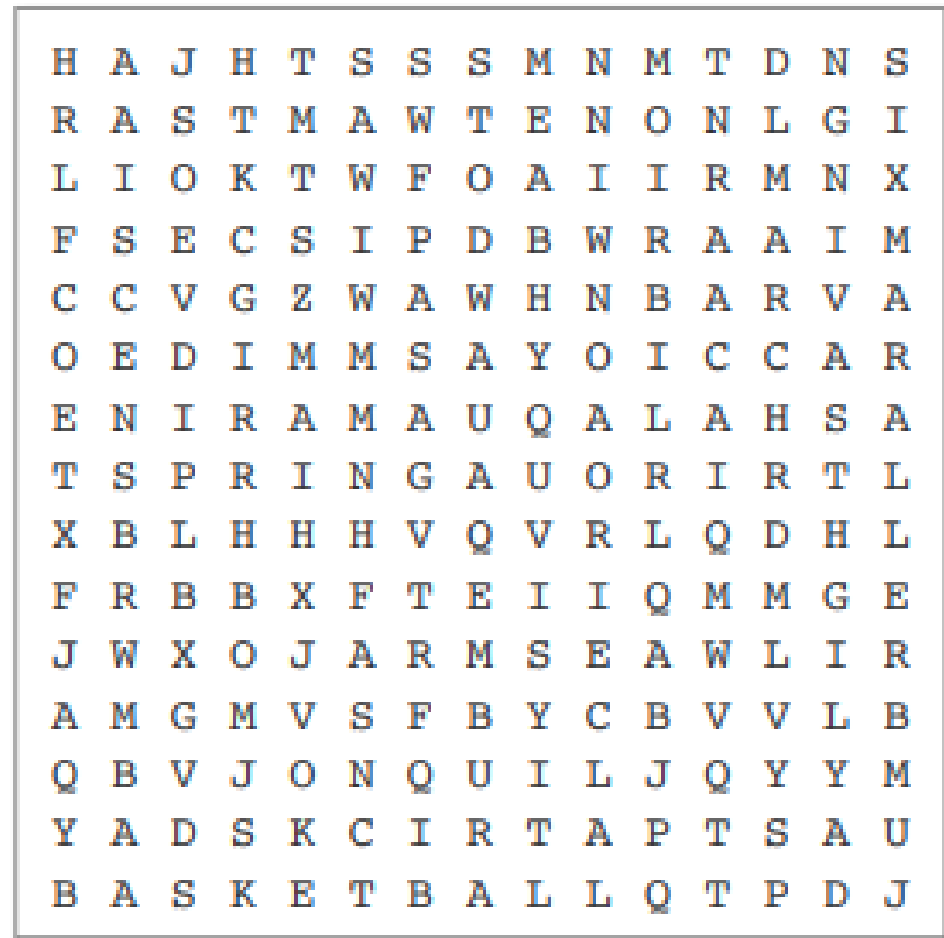 H A J H T S S S M N M T D N S
R A S T M A W T E N O N L G I
L I O K T W F O A I I R M N X
F S E C S I P D B W R A A I M
C C V G Z W A W H N B A R V A
O E D I M M S A Y O I C C A R
E N I R A M A U Q A L A H S A
T S P R I N G A U O R I R T L
X B L H H H V Q V R L Q D H L
F R B B X F T E I I Q M M G E
J W X O J A R M S E A W L I R
A M G M V S F B Y C B V V L B
Q B V J O N Q U I L J Q Y Y M
Y A D S K C I R T A P T S A U
B A S K E T B A L L Q T P D J